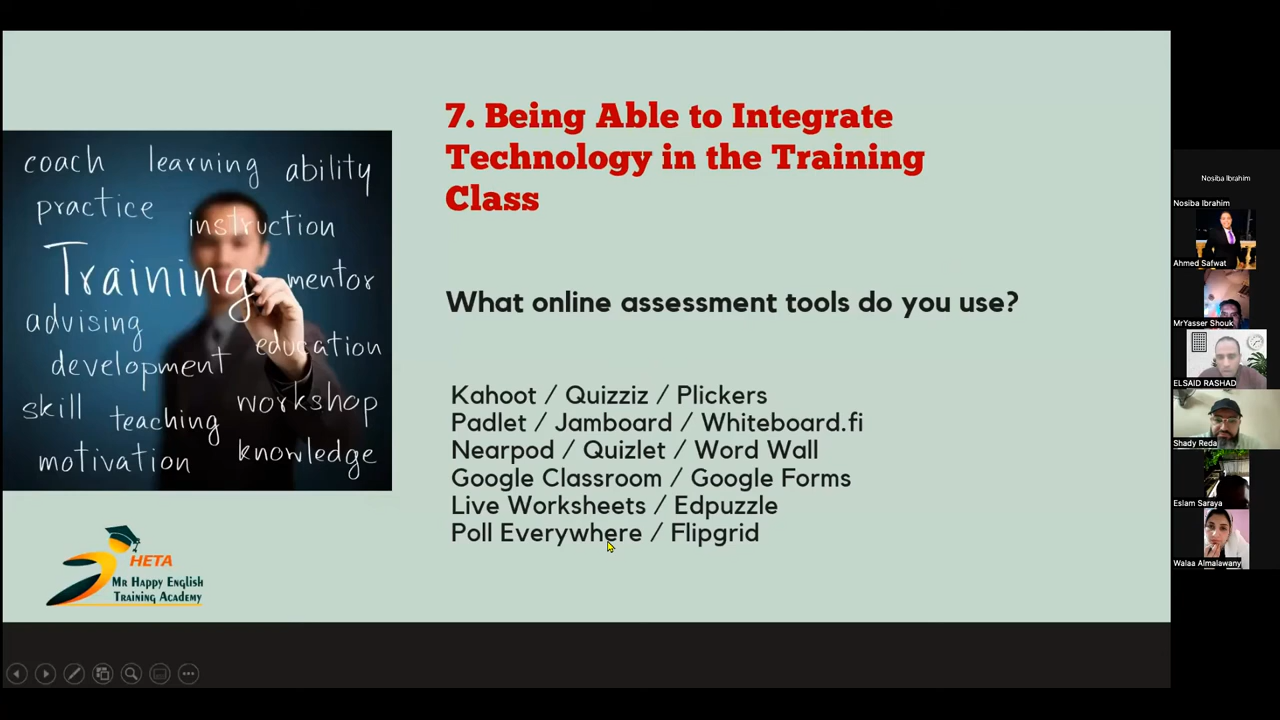 7. Being Able to Integrate
Technology in the Training
Class
What online assessment tools do you use?
Kahoot / Quizziz / Plickers
Padlet / Jamboard / Whiteboard.fi
Nearpod / Quizlet / Word Wall
Google Classroom / Google Forms
Live Worksheets / Edpuzzle
Poll Everywhere / Flipgrid
coach learning ability
practice instruction
Training mentor
advising
education
development
skill teaching workshop
motivation knowledge
HETA
Mr Happy English
Training Academy
Nosiba Ibrahim
Nosiba Ibrahim
Ahmed Safwat
MrYasser Shouk
ELSAID RASHAD
Shady Reda
Eslam Saraya
Walaa Almalawany